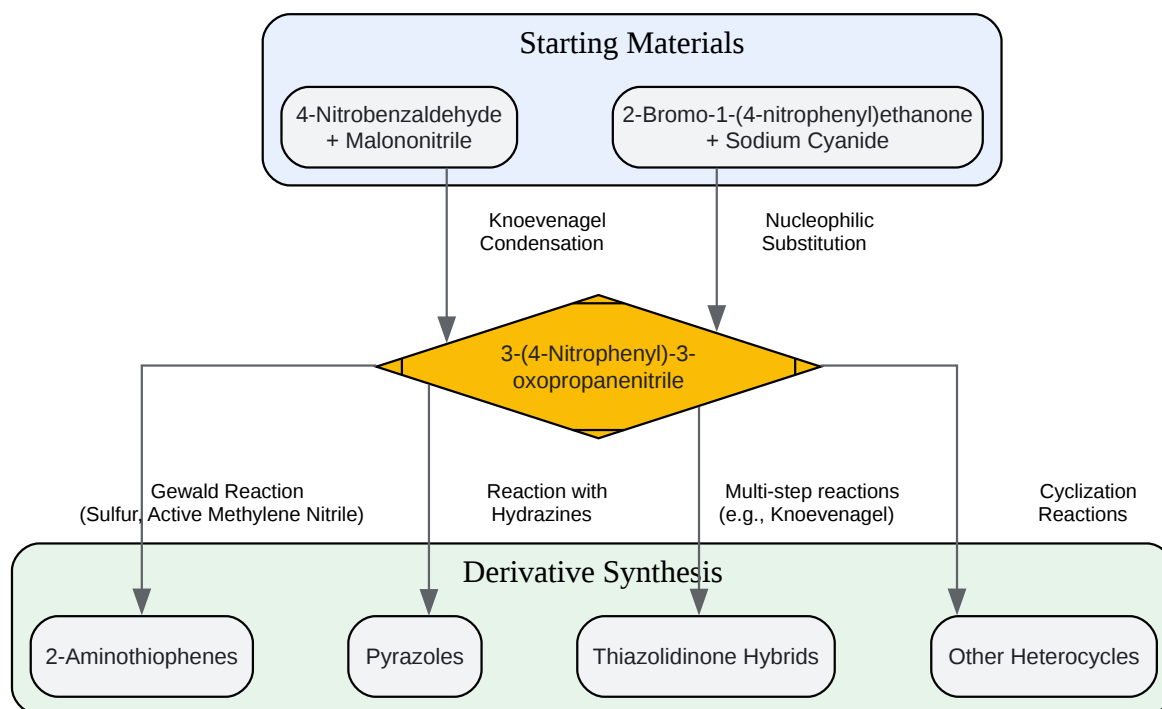 Starting Materials
4-Nitrobenzaldehyde
+ Malononitrile
2-Bromo-1-(4-nitrophenyl)ethanone
+ Sodium Cyanide
Knoevenagel
Condensation
Nucleophilic
Substitution
3-(4-Nitrophenyl)-3-
oxopropanenitrile
Gewald Reaction
(Sulfur, Active Methylene Nitrile)
Reaction with
Hydrazines
Multi-step reactions
(e.g., Knoevenagel)
Cyclization
Reactions
Derivative Synthesis
2-Aminothiophenes
Pyrazoles
Thiazolidinone Hybrids
Other Heterocycles